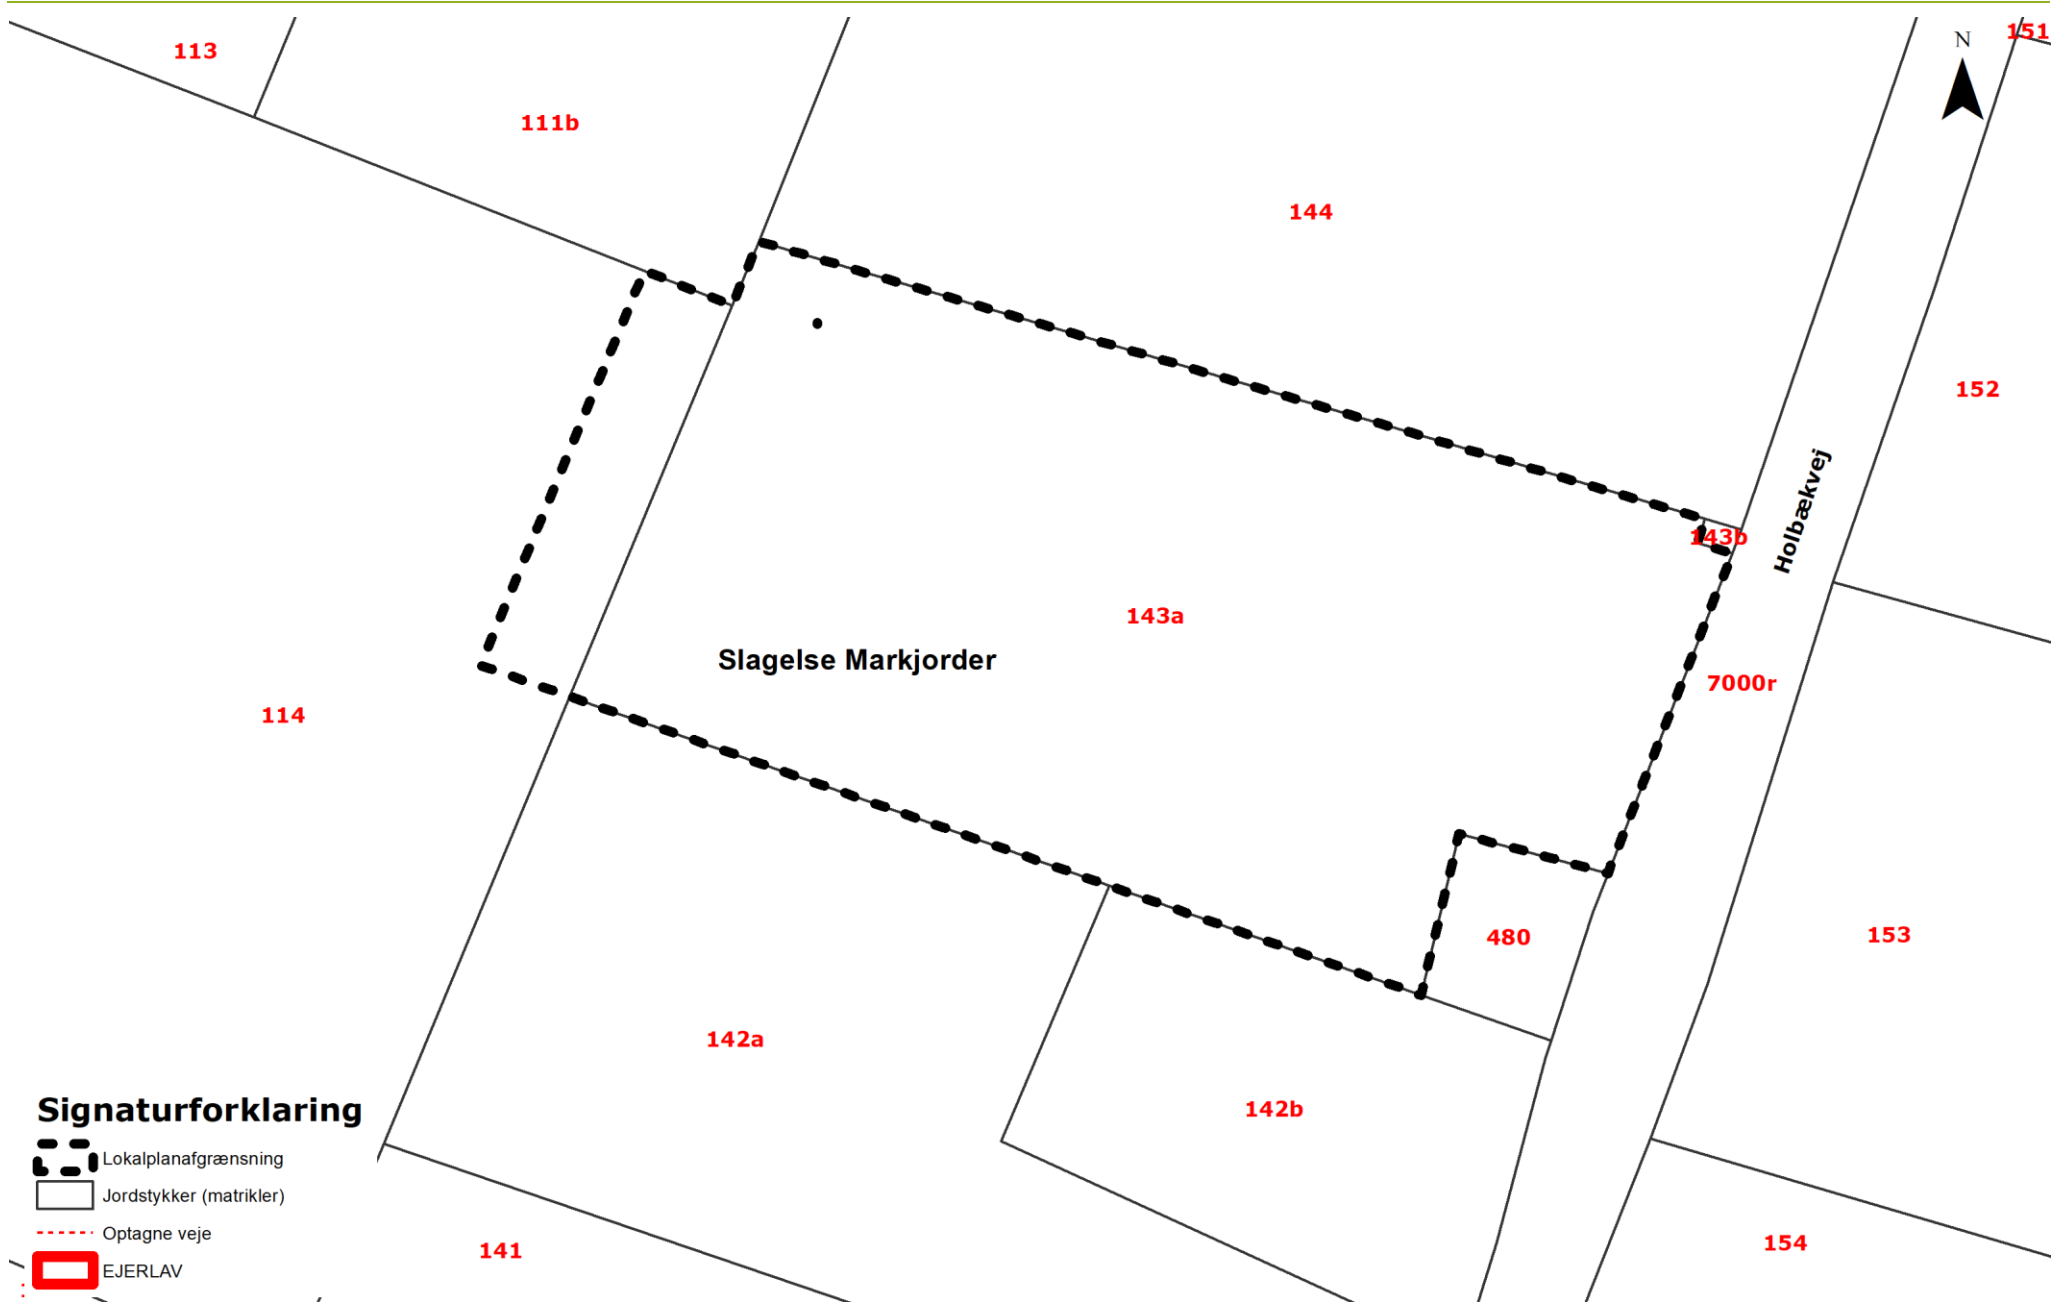 151
N
113
111b
144
152
Holbækvej
143b
143a
Slagelse Markjorder
7000r
114
480
153
142a
142b
Signaturforklaring
Lokalplanafgrænsning
Jordstykker (matrikler)
Optagne veje
EJERLAV
141
154